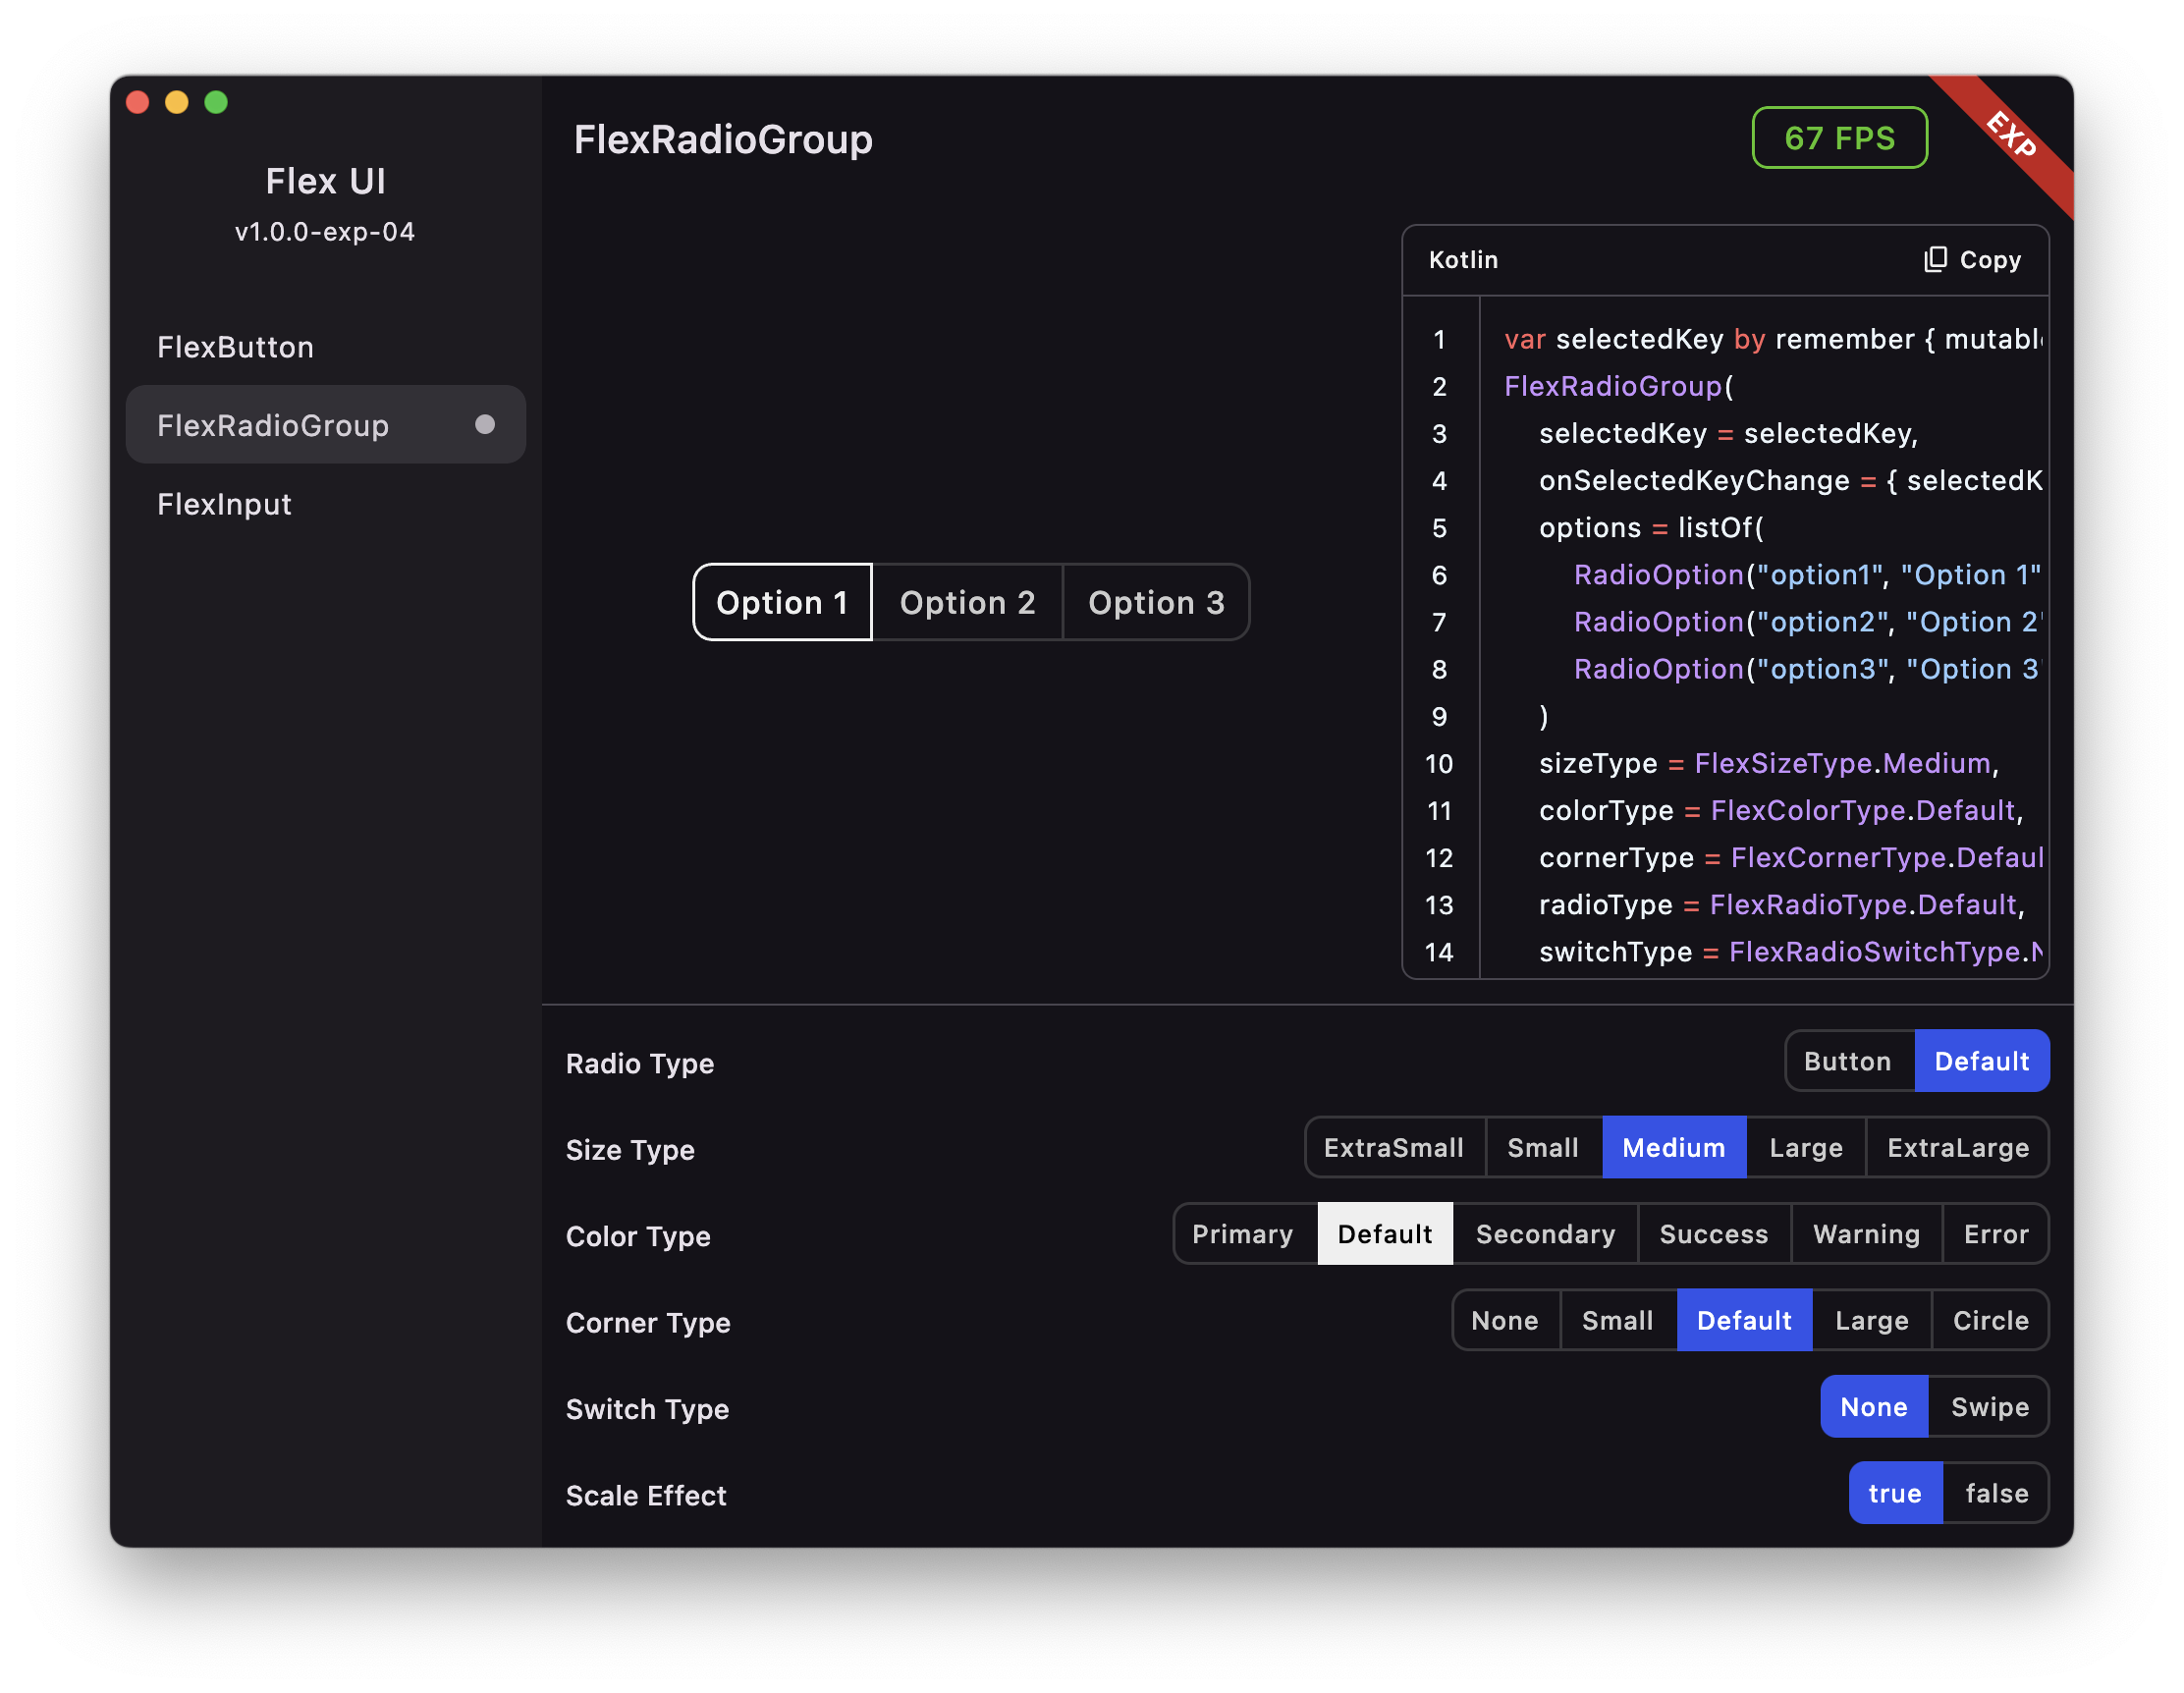 Flex UI
v1.0.0-exp-04
FlexButton
FlexRadioGroup
FlexInput
FlexRadioGroup
67 FPS
EXP
Option 1
Option 2
Option 3
Kotlin
Copy
1 var selectedKey by remember { mutabl
2 FlexRadioGroup(
3 selectedKey = selectedKey,
4 onSelectedKeyChange = { selectedK
5 options = listOf(
6 RadioOption("option1", "Option 1"
7 RadioOption("option2", "Option 2"
8 RadioOption("option3", "Option 3"
9 )
10 sizeType = FlexSizeType.Medium,
11 colorType = FlexColorType.Default,
12 cornerType = FlexCornerType.Defaul
13 radioType = FlexRadioType.Default,
14 switchType = FlexRadioSwitchType.N
Radio Type
Button Default
Size Type
ExtraSmall Small Medium Large ExtraLarge
Color Type
Primary Default Secondary Success Warning Error
Corner Type
None Small Default Large Circle
Switch Type
None Swipe
Scale Effect
true false